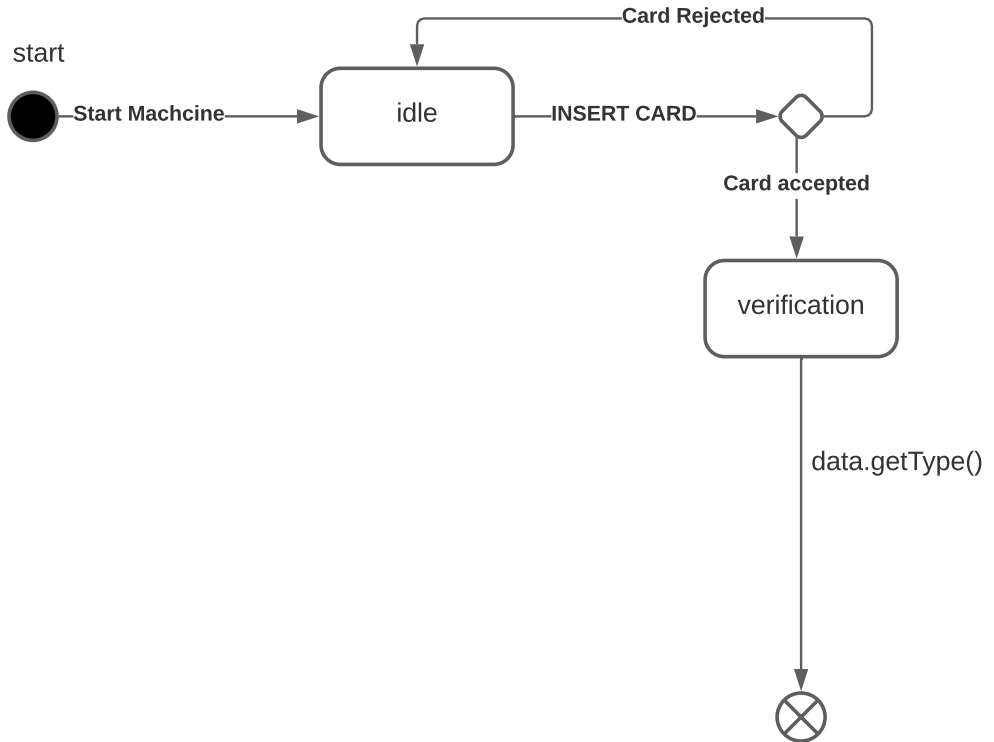 Card Rejected
start
Start Machcine
idle
INSERT CARD
Card accepted
verification
data.getType()